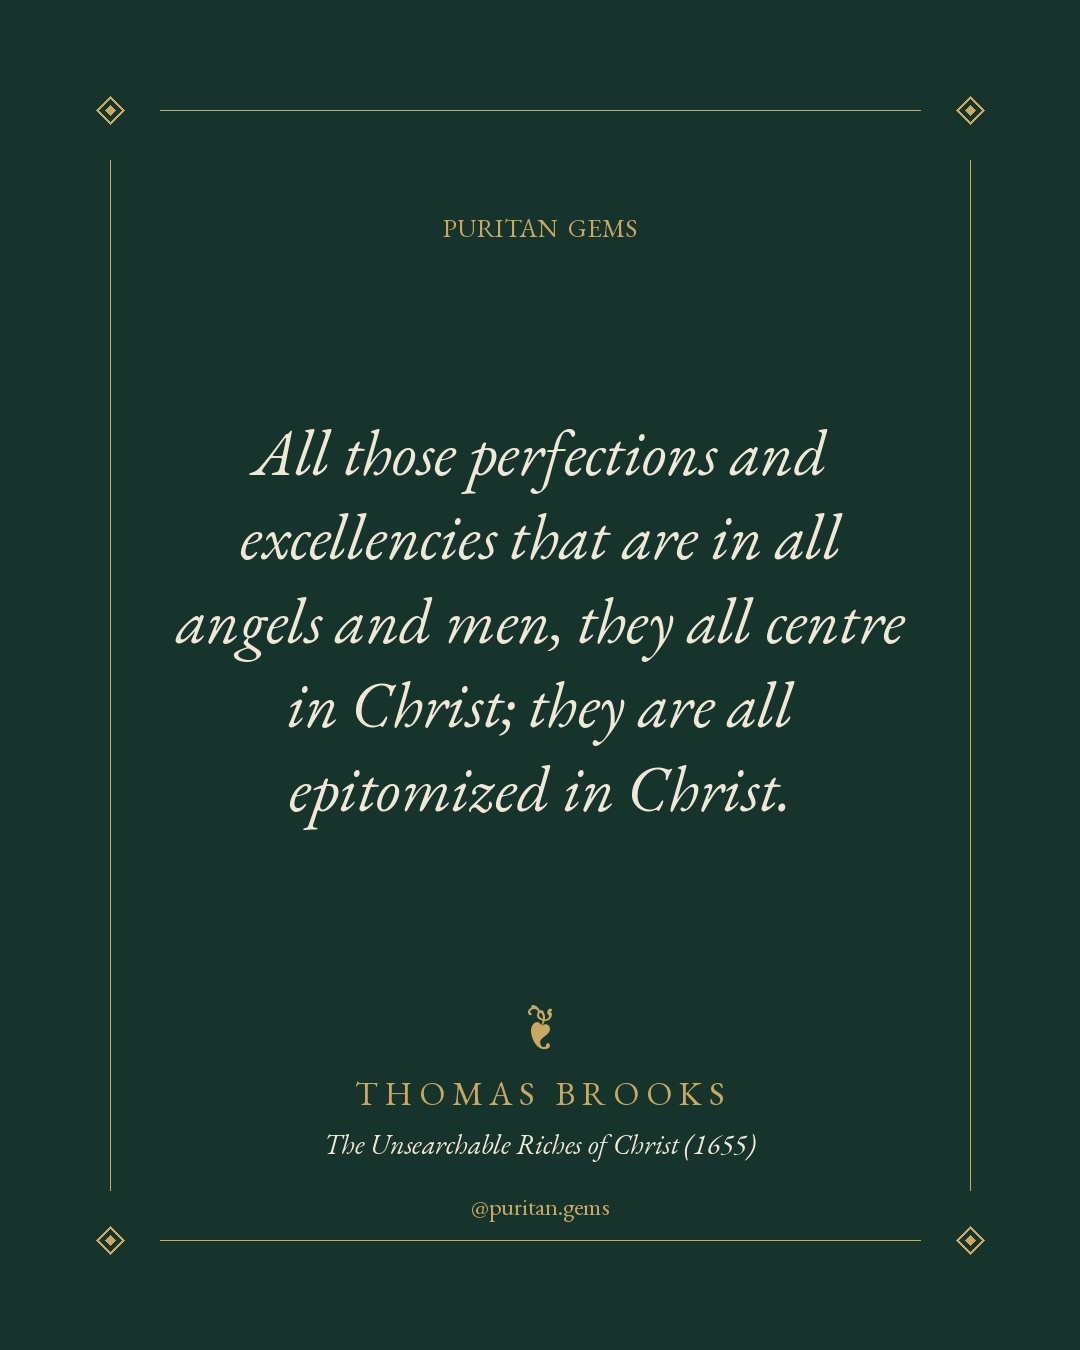 PURITAN GEMS
All those perfections and
excellencies that are in all
angels and men, they all centre
in Christ; they are all
epitomized in Christ.
THOMAS BROOKS
The Unsearchable Riches of Christ (1655)
@puritan.gems